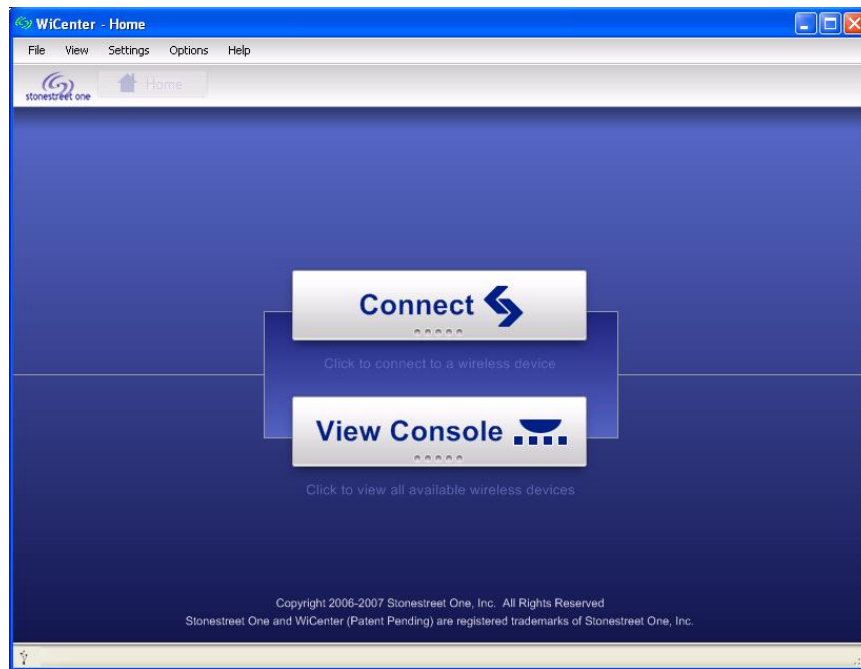 WiCenter - Home
File View Settings Options Help
stonestreet one
Home
Connect
Click to connect to a wireless device
View Console
Click to view all available wireless devices
Copyright 2006-2007 Stonestreet One, Inc. All Rights Reserved
Stonestreet One and WiCenter (Patent Pending) are registered trademarks of Stonestreet One, Inc.